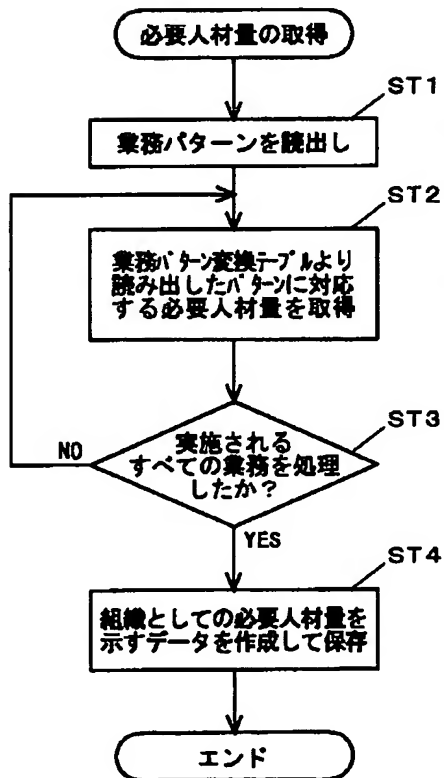 必要人材量の取得
ST1
業務パターンを読出し
ST2
業務パターン変換テーブルより
読み出したパターンに対応
する必要人材量を取得
ST3
実施される
すべての業務を処理
したか？
NO
YES
ST4
組織としての必要人材量を
示すデータを作成して保存
エンド